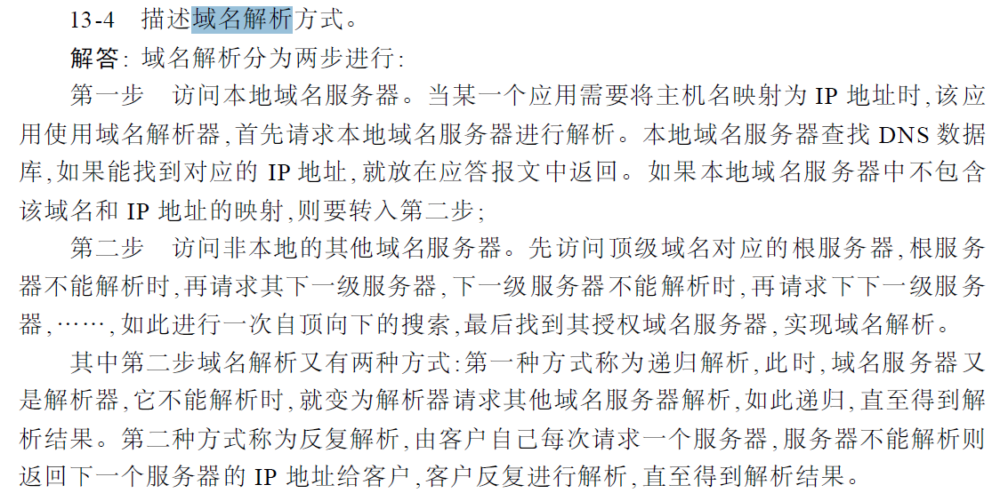 13-4 描述域名解析方式。
解答: 域名解析分为两步进行:
第一步 访问本地域名服务器。当某一个应用需要将主机名映射为 IP 地址时,该应
用使用域名解析器,首先请求本地域名服务器进行解析。本地域名服务器查找 DNS 数据
库,如果能找到对应的 IP 地址,就放在应答报文中返回。如果本地域名服务器中不包含
该域名和 IP 地址的映射,则要转入第二步;
第二步 访问非本地的其他域名服务器。先访问顶级域名对应的根服务器,根服务
器不能解析时,再请求其下一级服务器,下一级服务器不能解析时,再请求下下一级服务
器,……,如此进行一次自顶向下的搜索,最后找到其授权域名服务器,实现域名解析。
其中第二步域名解析又有两种方式:第一种方式称为递归解析,此时,域名服务器又
是解析器,它不能解析时,就变为解析器请求其他域名服务器解析,如此递归,直至得到解
析结果。第二种方式称为反复解析,由客户自己每次请求一个服务器,服务器不能解析则
返回下一个服务器的 IP 地址给客户,客户反复进行解析,直至得到解析结果。